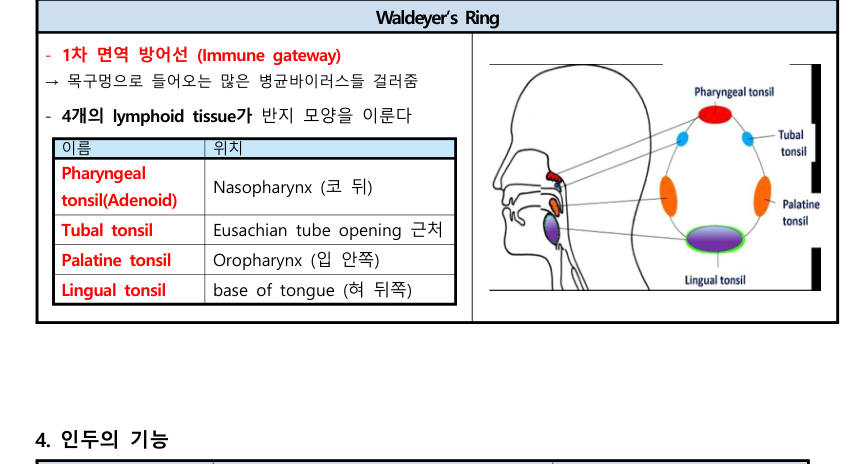 Waldeyer’s Ring
- 1차 면역 방어선 (Immune gateway)
→ 목구멍으로 들어오는 많은 병균바이러스들 걸러줌
- 4개의 lymphoid tissue가 반지 모양을 이룬다
이름 위치
Pharyngeal
tonsil(Adenoid)
Nasopharynx (코 뒤)
Tubal tonsil Eusachian tube opening 근처
Palatine tonsil Oropharynx (입 안쪽)
Lingual tonsil base of tongue (혀 뒤쪽)
Pharyngeal tonsil
Tubal
tonsil
Palatine
tonsil
Lingual tonsil
4. 인두의 기능